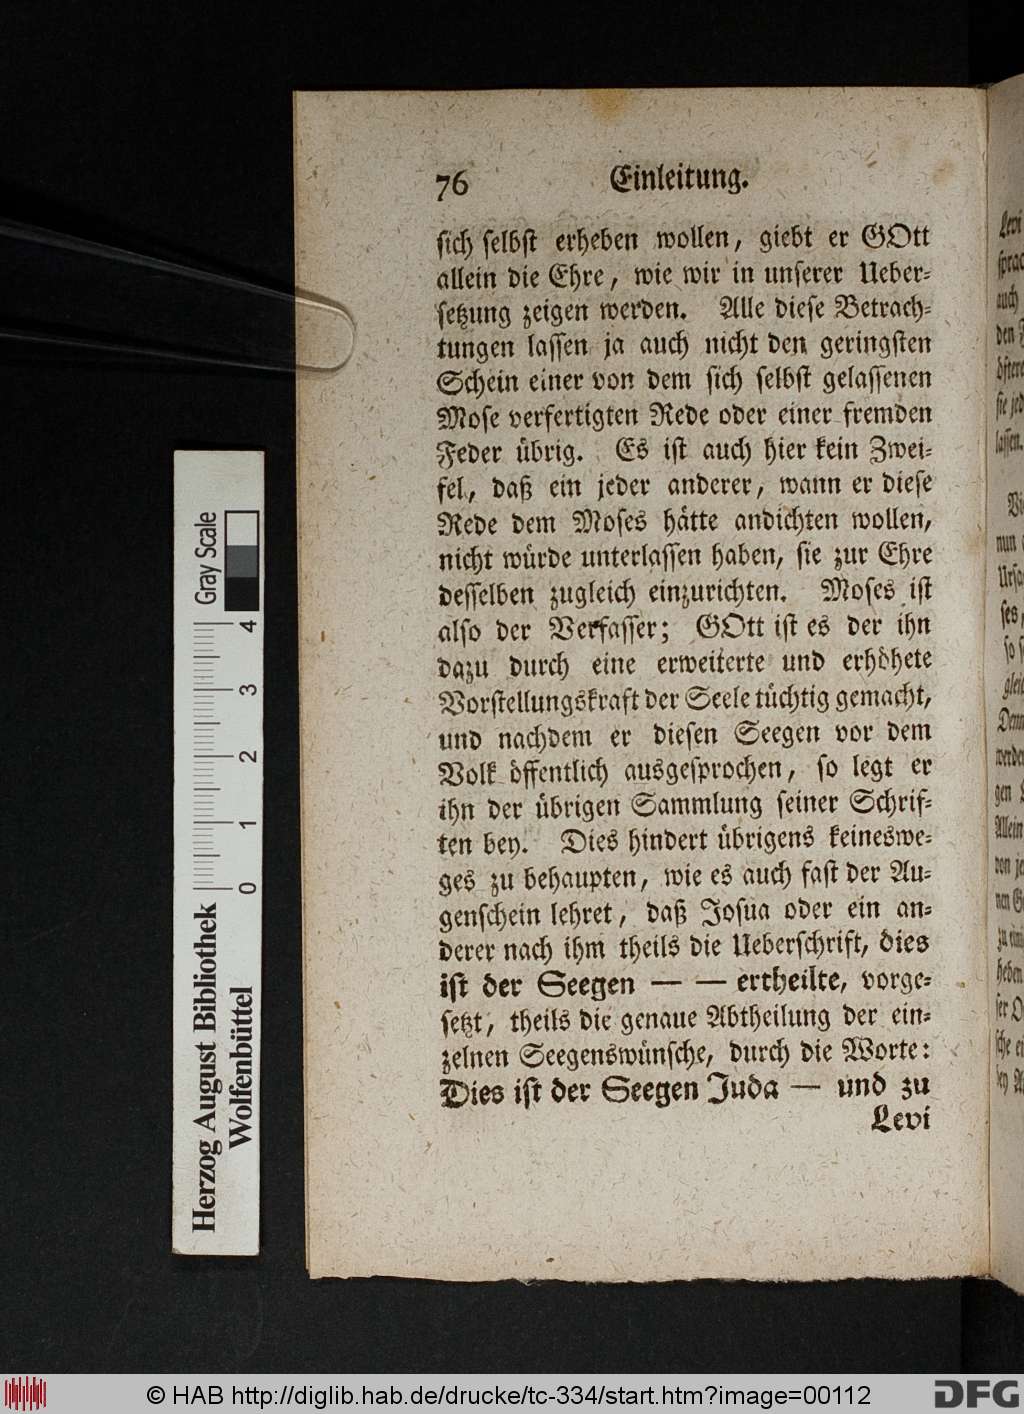 76 Einleitung.
sich selbst erheben wollen, giebt er GOtt
allein die Ehre, wie wir in unserer Ueber-
setzung zeigen werden. Alle diese Betrach-
tungen lassen ja auch nicht den geringsten
Schein einer von dem sich selbst gelassenen
Mose verfertigten Rede oder einer fremden
Feder übrig. Es ist auch hier kein Zwei-
fel, daß ein jeder anderer, wann er diese
Rede dem Moses hätte andichten wollen,
nicht würde unterlassen haben, sie zur Ehre
desselben zugleich einzurichten. Moses ist
also der Verfasser; GOtt ist es der ihn
dazu durch eine erweiterte und erhöhete
Vorstellungskraft der Seele tüchtig gemacht,
und nachdem er diesen Seegen vor dem
Volk öffentlich ausgesprochen, so legt er
ihn der übrigen Sammlung seiner Schrif-
ten bey. Dies hindert übrigens keineswe-
ges zu behaupten, wie es auch fast der Au-
genschein lehret, daß Josua oder ein an-
derer nach ihm theils die Ueberschrift, dies
ist der Seegen — — ertheilte, vorge-
setzt, theils die genaue Abtheilung der ein-
zelnen Seegenswünsche, durch die Worte:
Dies ist der Seegen Juda — und zu
Levi
Herzog August Bibliothek
Wolfenbüttel
0 1 2 3 4
Gray Scale
© HAB http://diglib.hab.de/drucke/tc-334/start.htm?image=00112
DFG